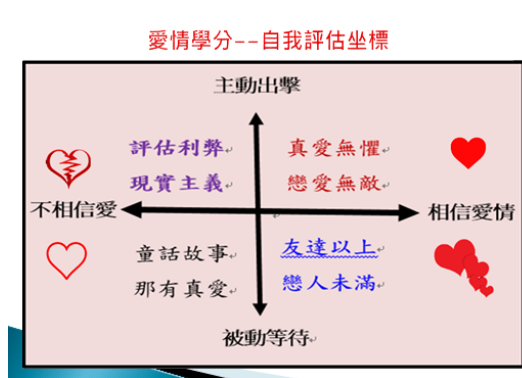 愛情學分--自我評估坐標
主動出擊
評估利弊
現實主義
真愛無懼
戀愛無敵
不相信愛
相信愛情
童話故事
那有真愛
友達以上
戀人未滿
被動等待